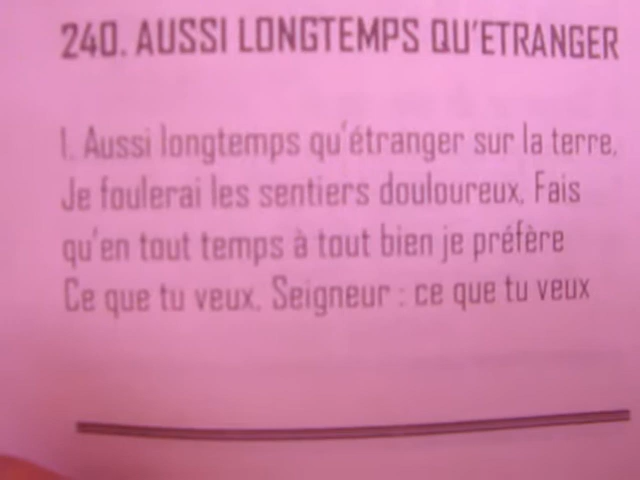 240. AUSSI LONGTEMPS QU'ETRANGER
1. Aussi longtemps qu'étranger sur la terre,
Je foulerai les sentiers douloureux, Fais
qu'en tout temps à tout bien je préfère
Ce que tu veux, Seigneur : ce que tu veux